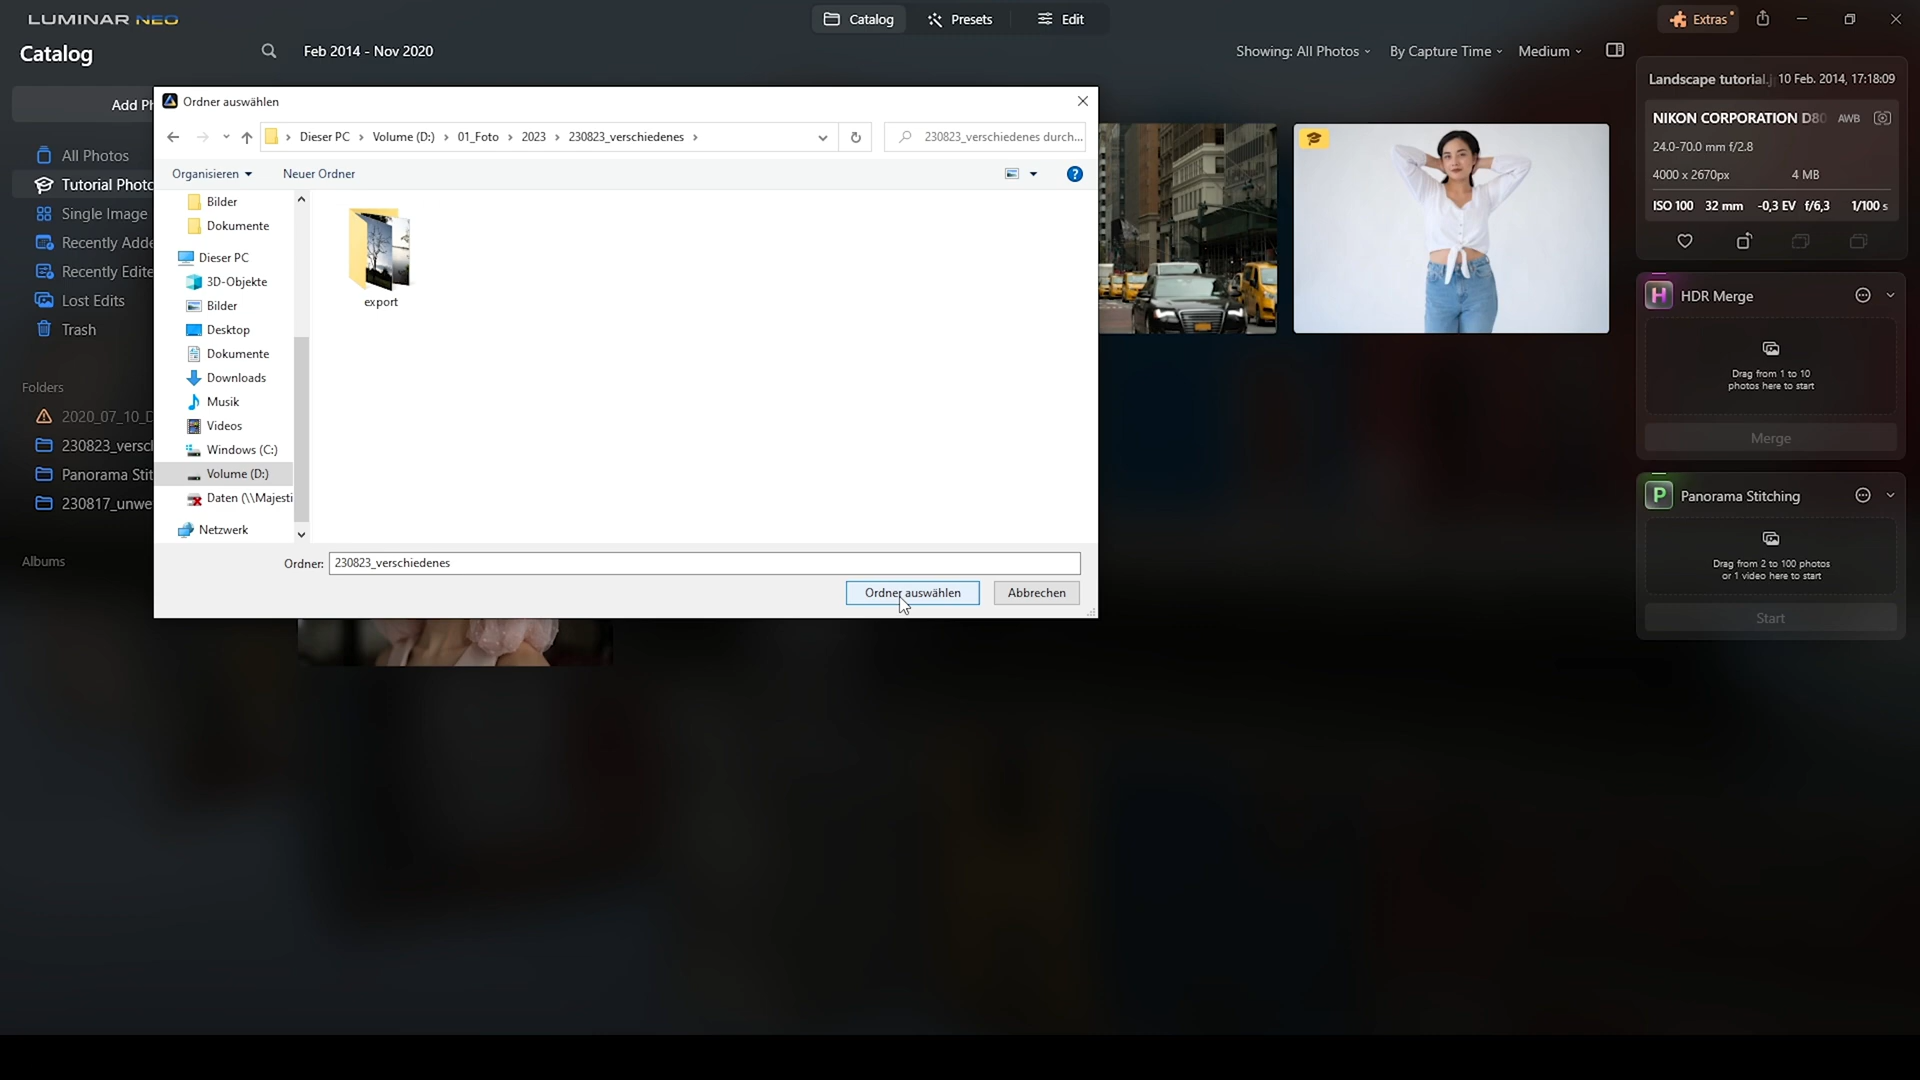 LUMINAR NEO
Catalog
Presets
Edit
Extras
Catalog
Feb 2014 - Nov 2020
Showing: All Photos
By Capture Time
Medium
Add Ph
All Photos
Tutorial Photo
Single Image
Recently Adde
Recently Edite
Lost Edits
Trash
Folders
2020_07_10_D
230823_versch
Panorama Stit
230817_unwe
Albums
Ordner auswählen
Dieser PC > Volume (D:) > 01_Foto > 2023 > 230823_verschiedenes >
230823_verschiedenes durch...
Organisieren
Neuer Ordner
Bilder
Dokumente
Dieser PC
3D-Objekte
Bilder
Desktop
Dokumente
Downloads
Musik
Videos
Windows (C:)
Volume (D:)
Daten (\\Majesti
Netzwerk
export
Ordner: 230823_verschiedenes
Ordner auswählen
Abbrechen
Landscape tutorial.j 10 Feb. 2014, 17:18:09
NIKON CORPORATION D80 AWB
24.0-70.0 mm f/2.8
4000 x 2670px 4 MB
ISO 100 32 mm -0,3 EV f/6,3 1/100 s
H HDR Merge
Drag from 1 to 10
photos here to start
Merge
P Panorama Stitching
Drag from 2 to 100 photos
or 1 video here to start
Start